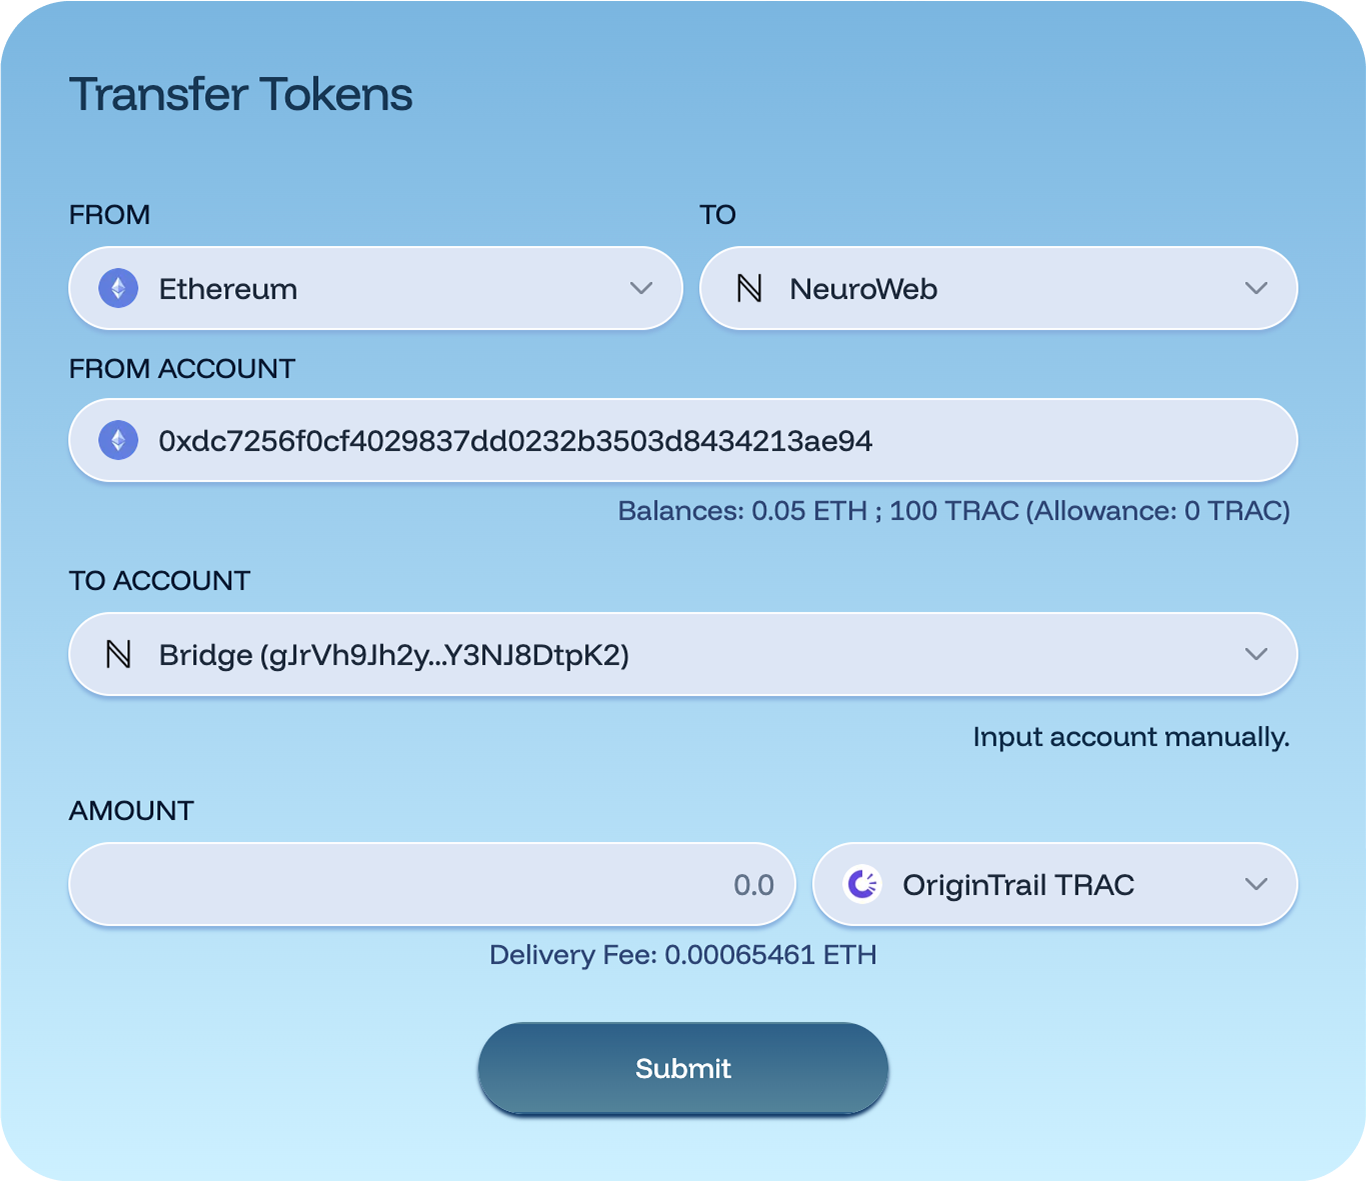 Transfer Tokens
FROM
TO
Ethereum
NeuroWeb
FROM ACCOUNT
0xdc7256f0cf4029837dd0232b3503d8434213ae94
Balances: 0.05 ETH ; 100 TRAC (Allowance: 0 TRAC)
TO ACCOUNT
Bridge (gJrVh9Jh2y...Y3NJ8DtpK2)
Input account manually.
AMOUNT
0.0
OriginTrail TRAC
Delivery Fee: 0.00065461 ETH
Submit